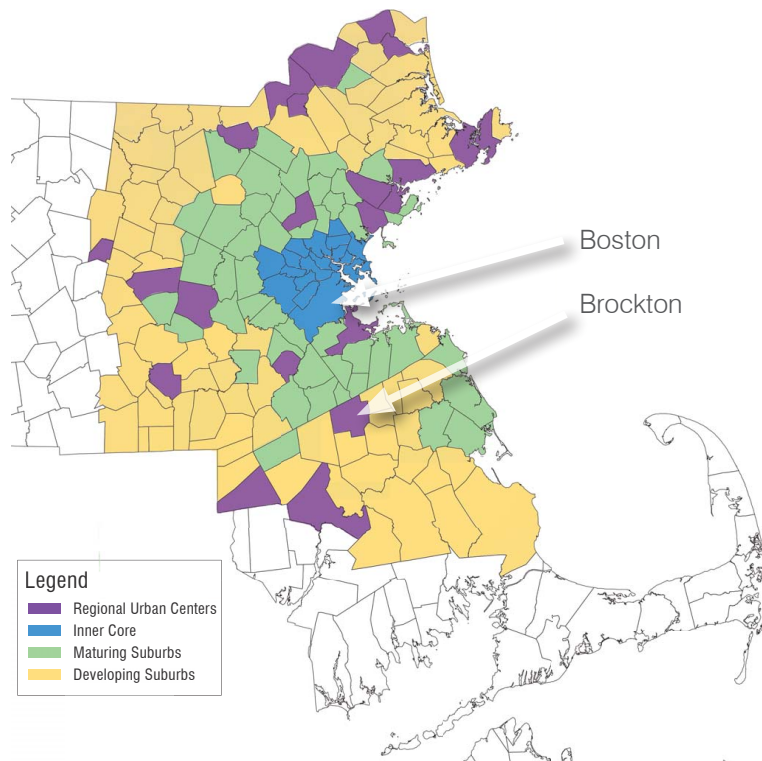 Boston
Brockton
Legend
Regional Urban Centers
Inner Core
Maturing Suburbs
Developing Suburbs